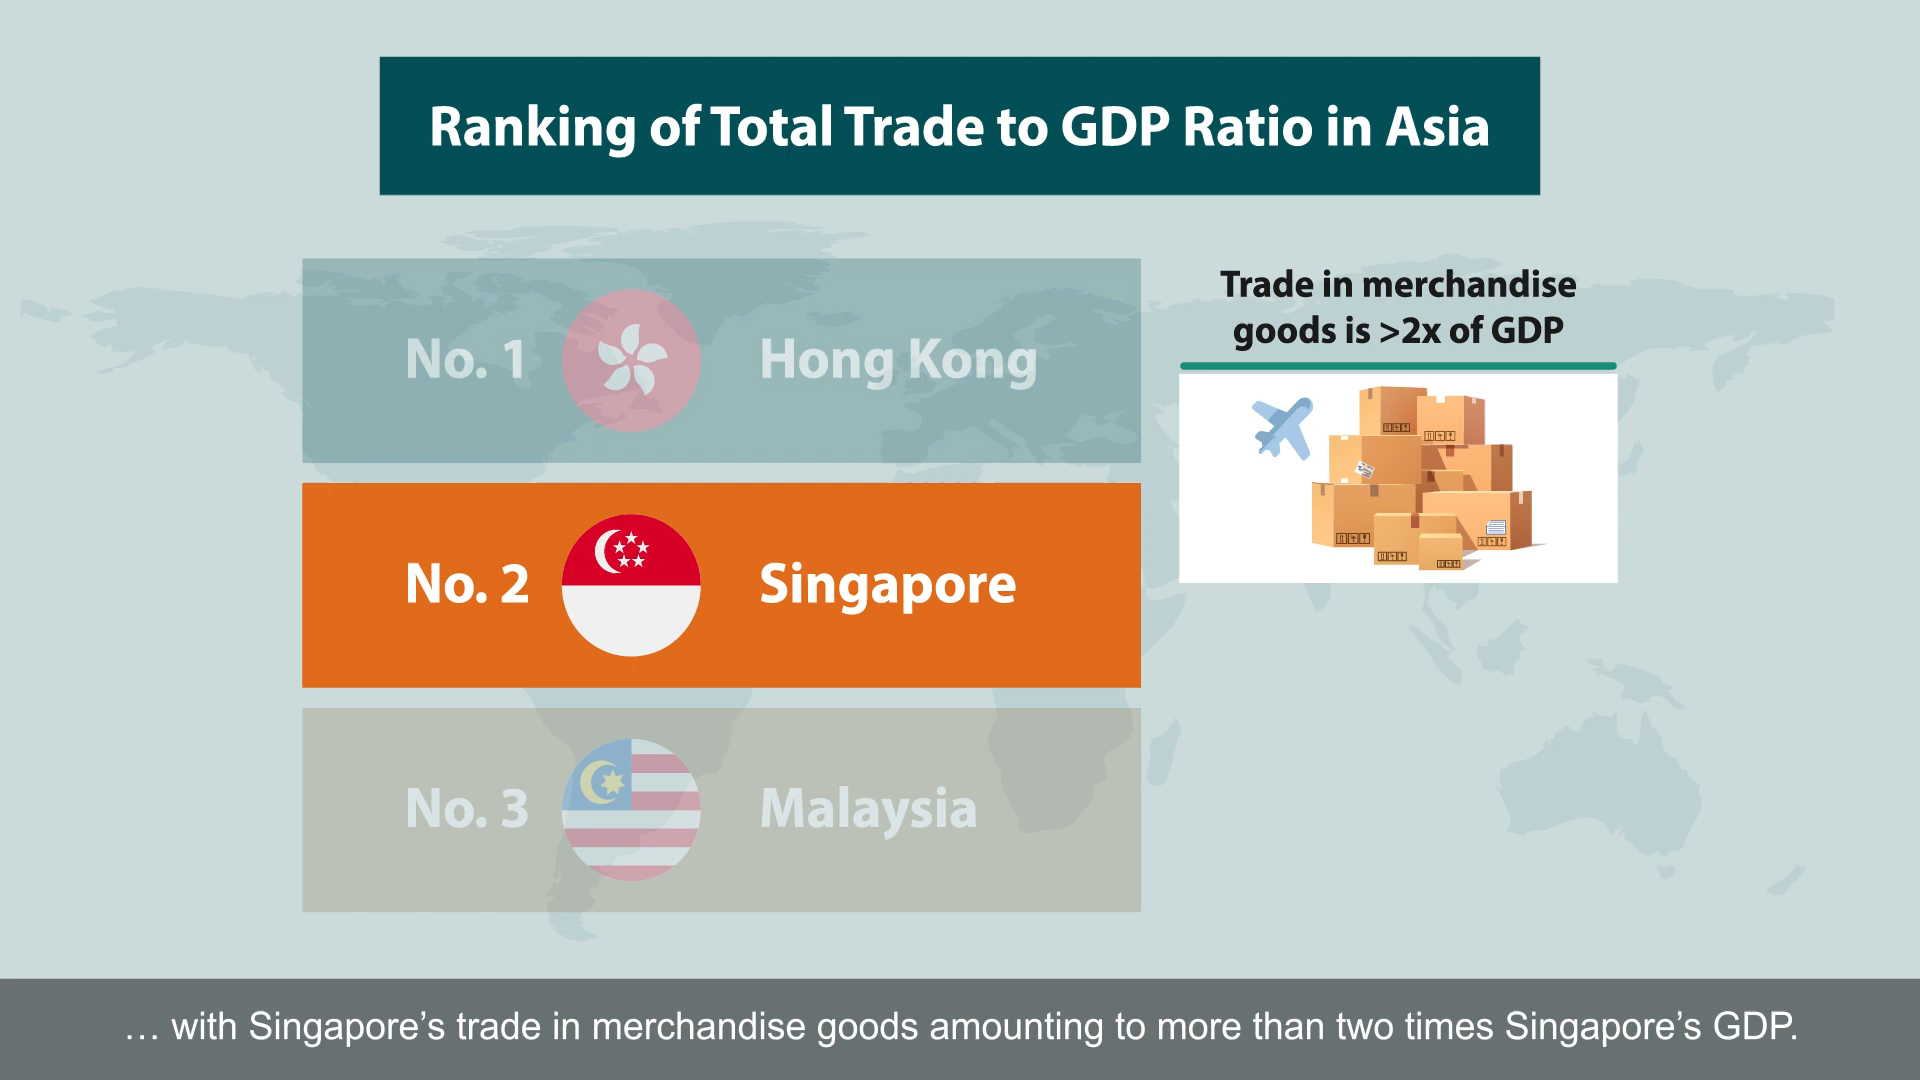 Ranking of Total Trade to GDP Ratio in Asia
No. 1 Hong Kong
Trade in merchandise
goods is >2x of GDP
No. 2 Singapore
No. 3 Malaysia
… with Singapore’s trade in merchandise goods amounting to more than two times Singapore’s GDP.